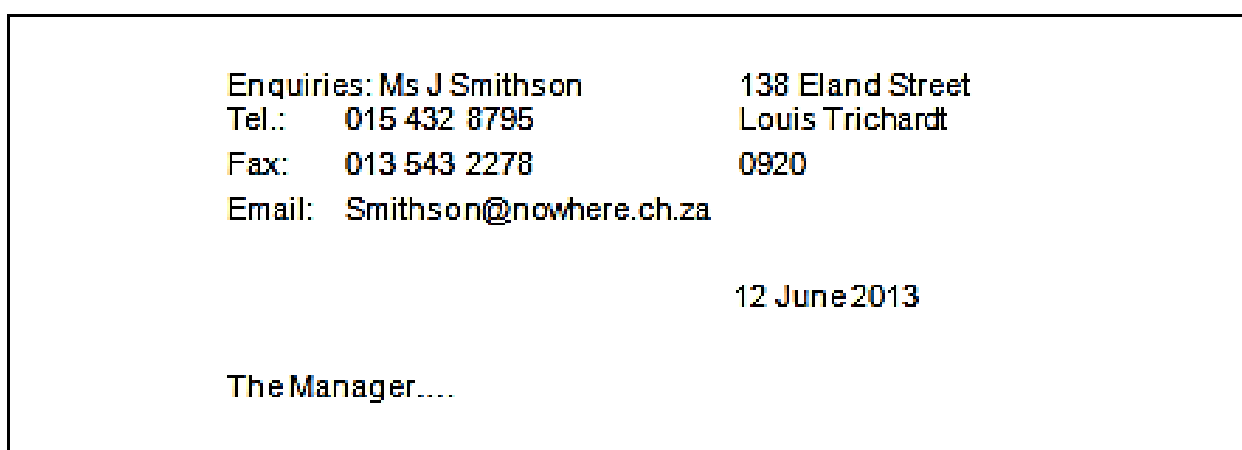 Enquiries: Ms J Smithson 138 Eland Street
Tel.: 015 432 8795 Louis Trichardt
Fax: 013 543 2278 0920
Email: Smithson@nowhere.ch.za
12 June 2013
The Manager....